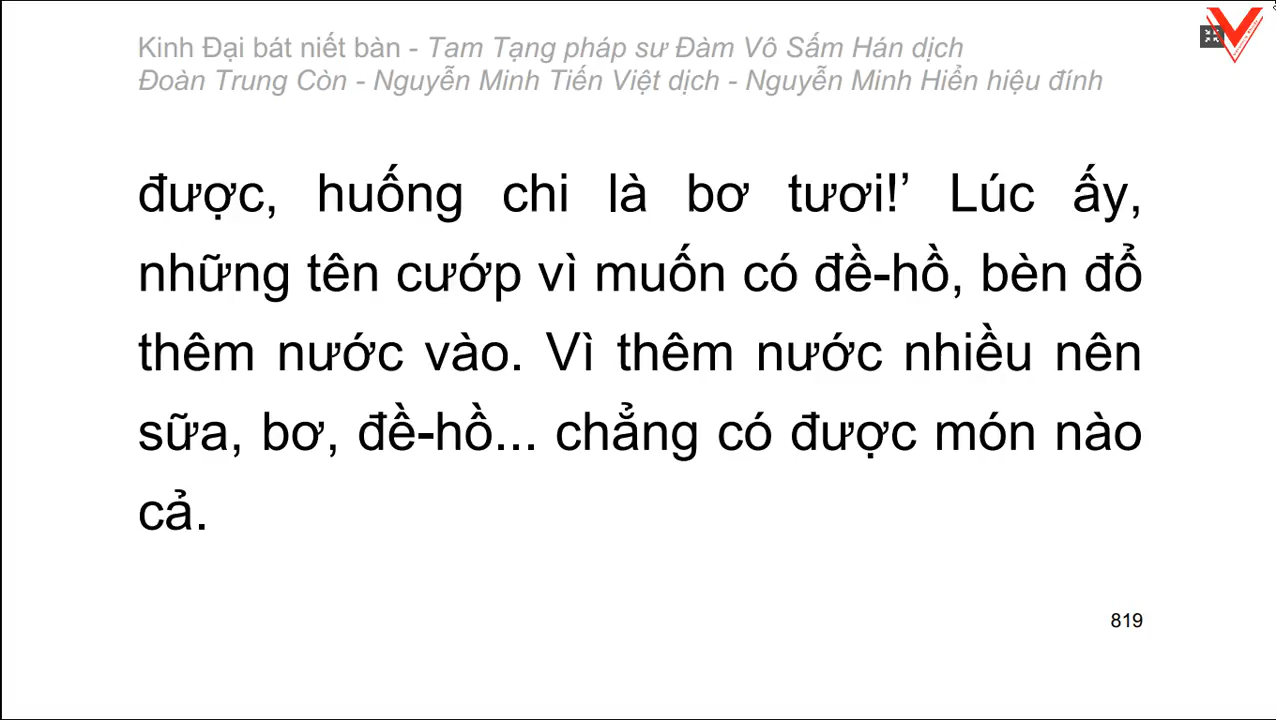 Kinh Đại bát niết bàn - Tam Tạng pháp sư Đàm Vô Sấm Hán dịch
Đoàn Trung Còn - Nguyễn Minh Tiến Việt dịch - Nguyễn Minh Hiển hiệu đính
được, huống chi là bơ tươi!’ Lúc ấy,
những tên cướp vì muốn có đề-hồ, bèn đổ
thêm nước vào. Vì thêm nước nhiều nên
sữa, bơ, đề-hồ... chẳng có được món nào
cả.
819